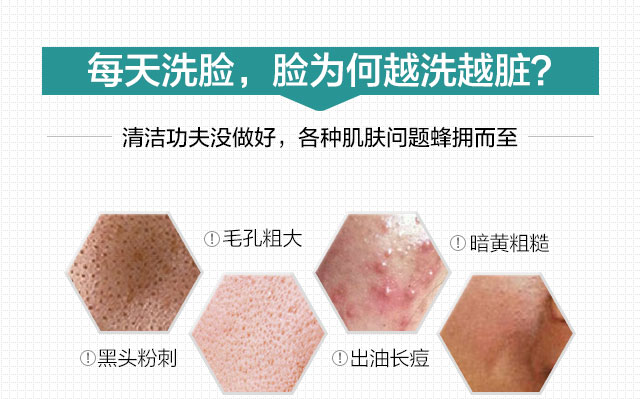 每天洗脸，脸为何越洗越脏?
清洁功夫没做好，各种肌肤问题蜂拥而至
毛孔粗大
暗黄粗糙
黑头粉刺
出油长痘